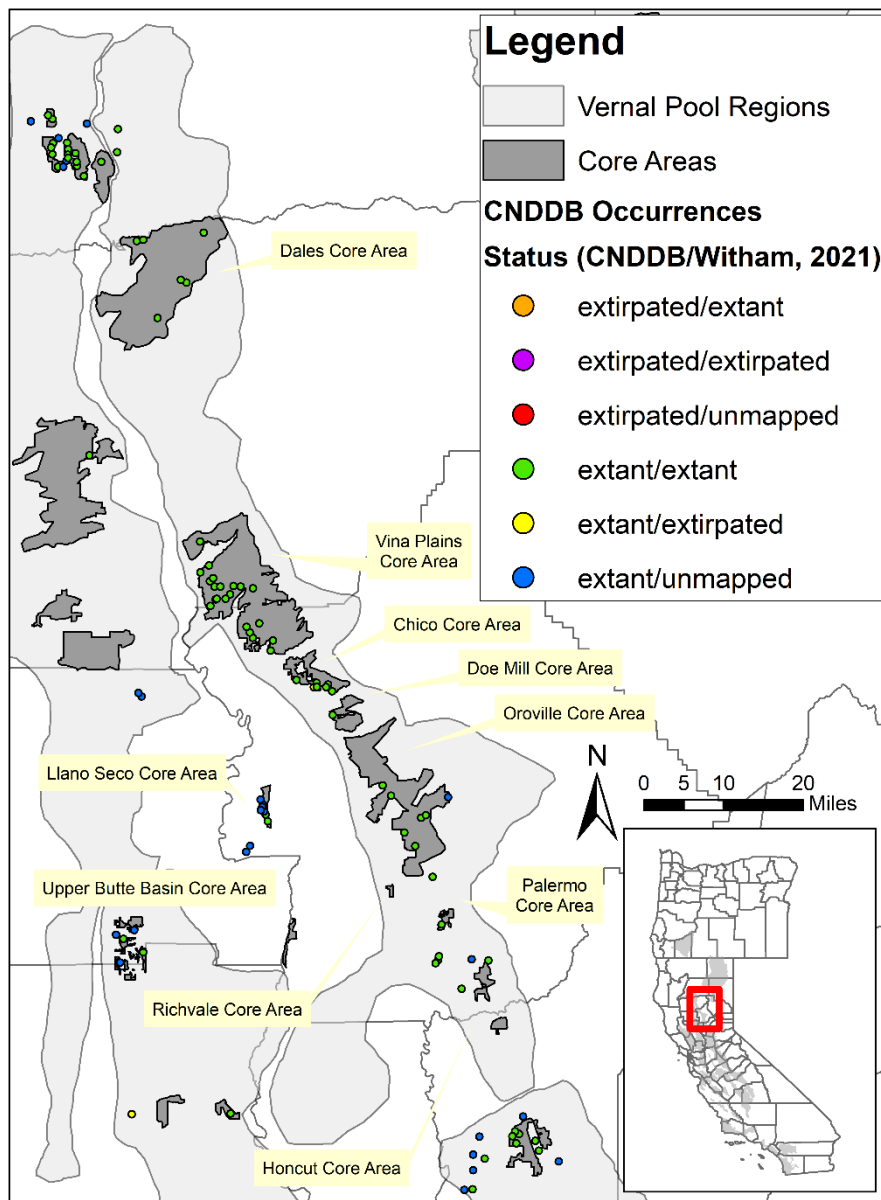 Legend
Vernal Pool Regions
Core Areas
CNDDB Occurrences
Status (CNDDB/Witham, 2021)
extirpated/extant
extirpated/extirpated
extirpated/unmapped
extant/extant
extant/extirpated
extant/unmapped
Dales Core Area
Vina Plains
Core Area
Chico Core Area
Doe Mill Core Area
Oroville Core Area
Llano Seco Core Area
N
0 5 10 20
Miles
Upper Butte Basin Core Area
Palermo
Core Area
Richvale Core Area
Honcut Core Area